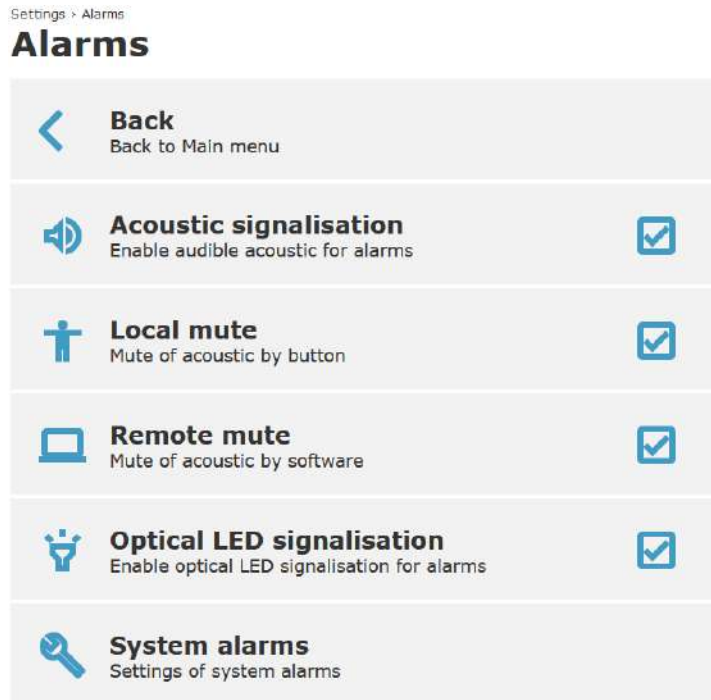 Settings > Alarms
Alarms
Back
Back to Main menu
Acoustic signalisation
Enable audible acoustic for alarms
Local mute
Mute of acoustic by button
Remote mute
Mute of acoustic by software
Optical LED signalisation
Enable optical LED signalisation for alarms
System alarms
Settings of system alarms